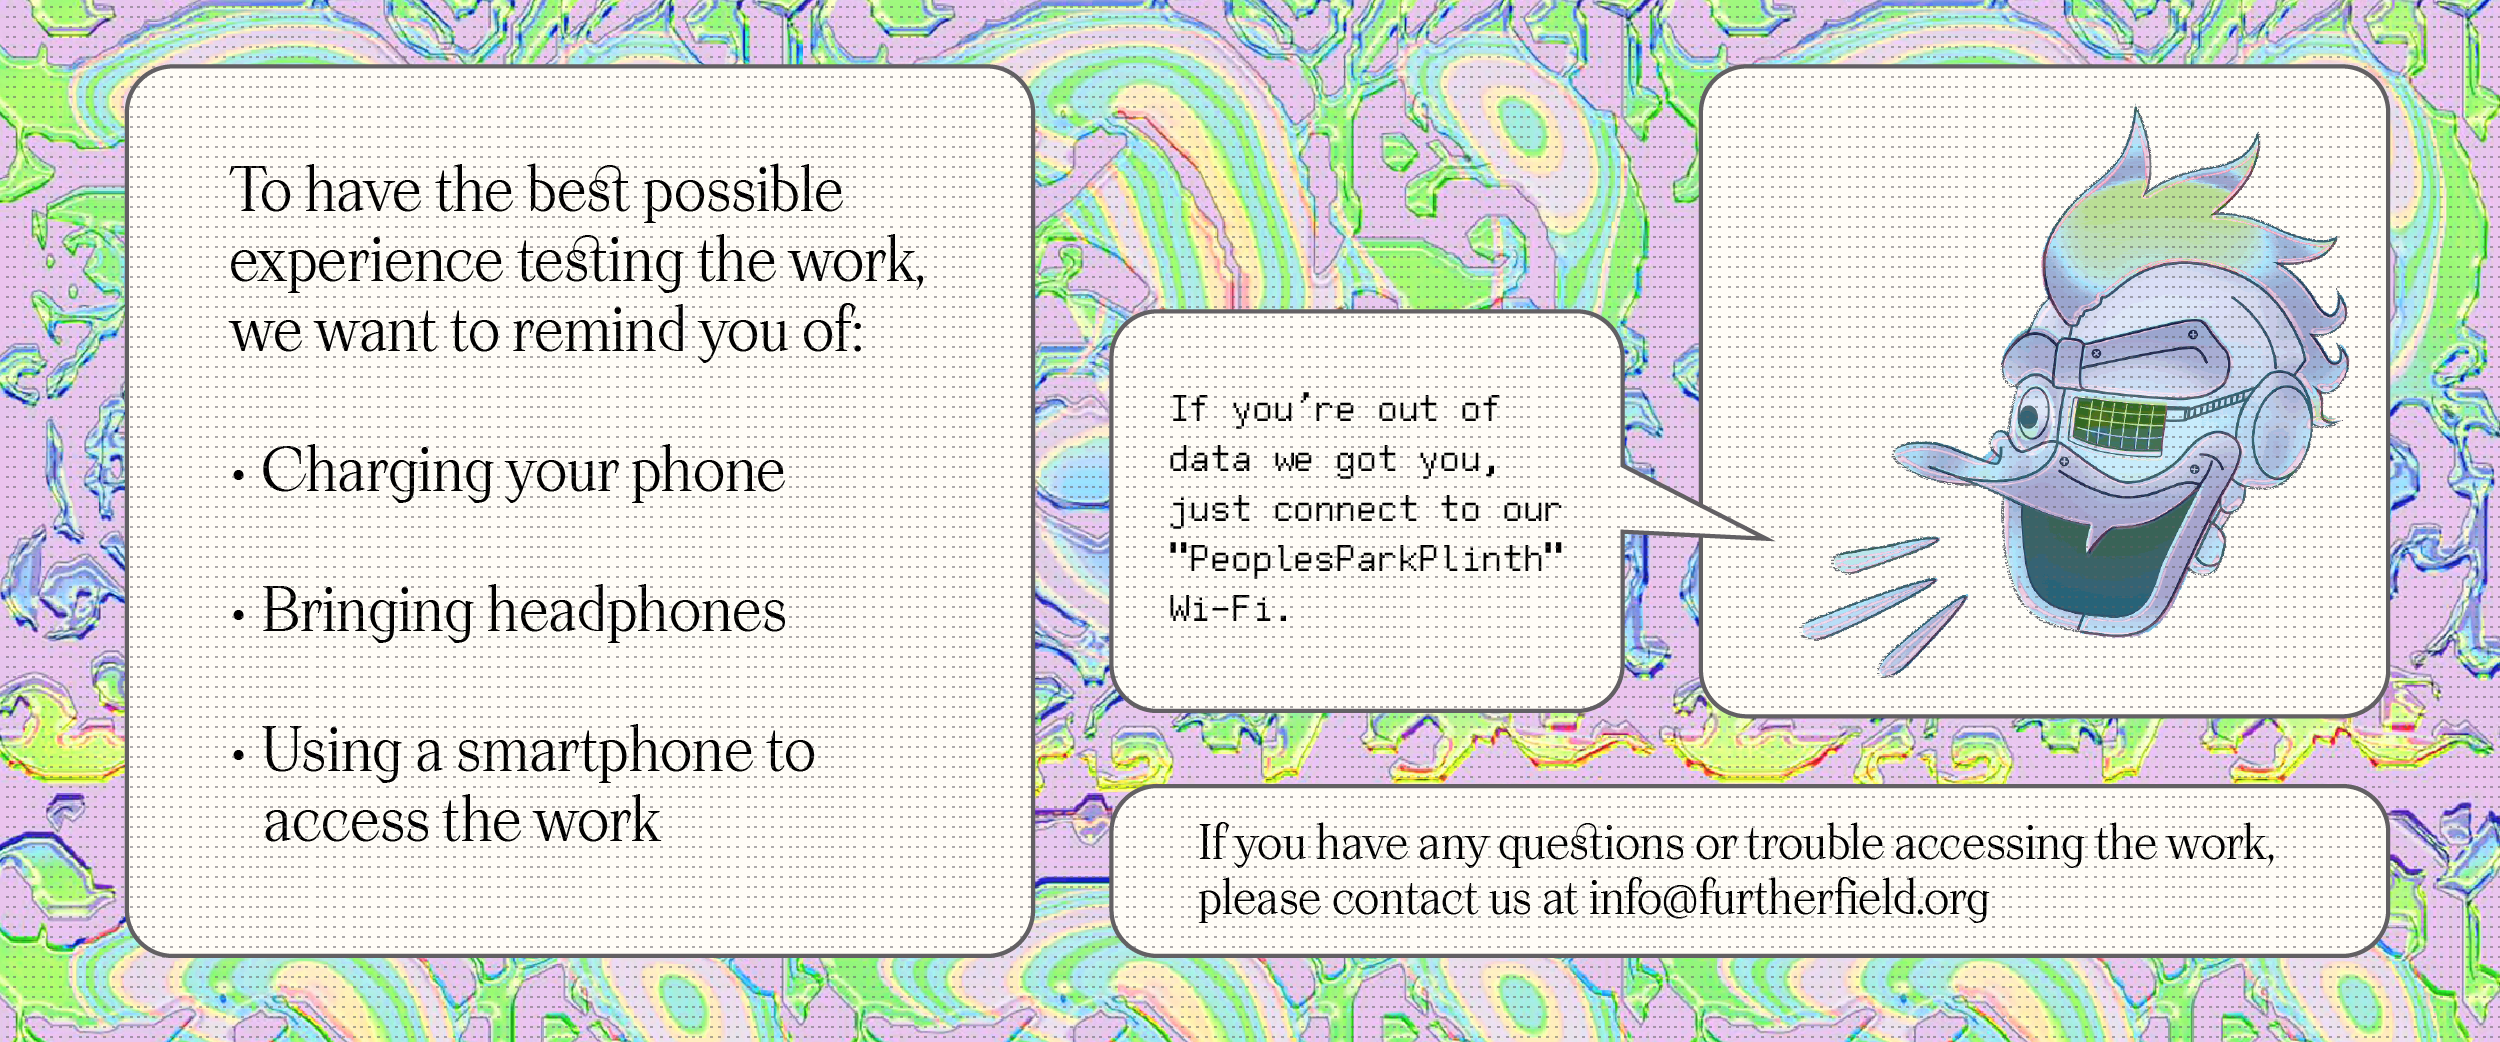 To have the best possible
experience testing the work,
we want to remind you of:
• Charging your phone
• Bringing headphones
• Using a smartphone to
access the work
If you're out of
data we got you,
just connect to our
"PeoplesParkPlinth"
Wi-Fi.
If you have any questions or trouble accessing the work,
please contact us at info@furtherfield.org